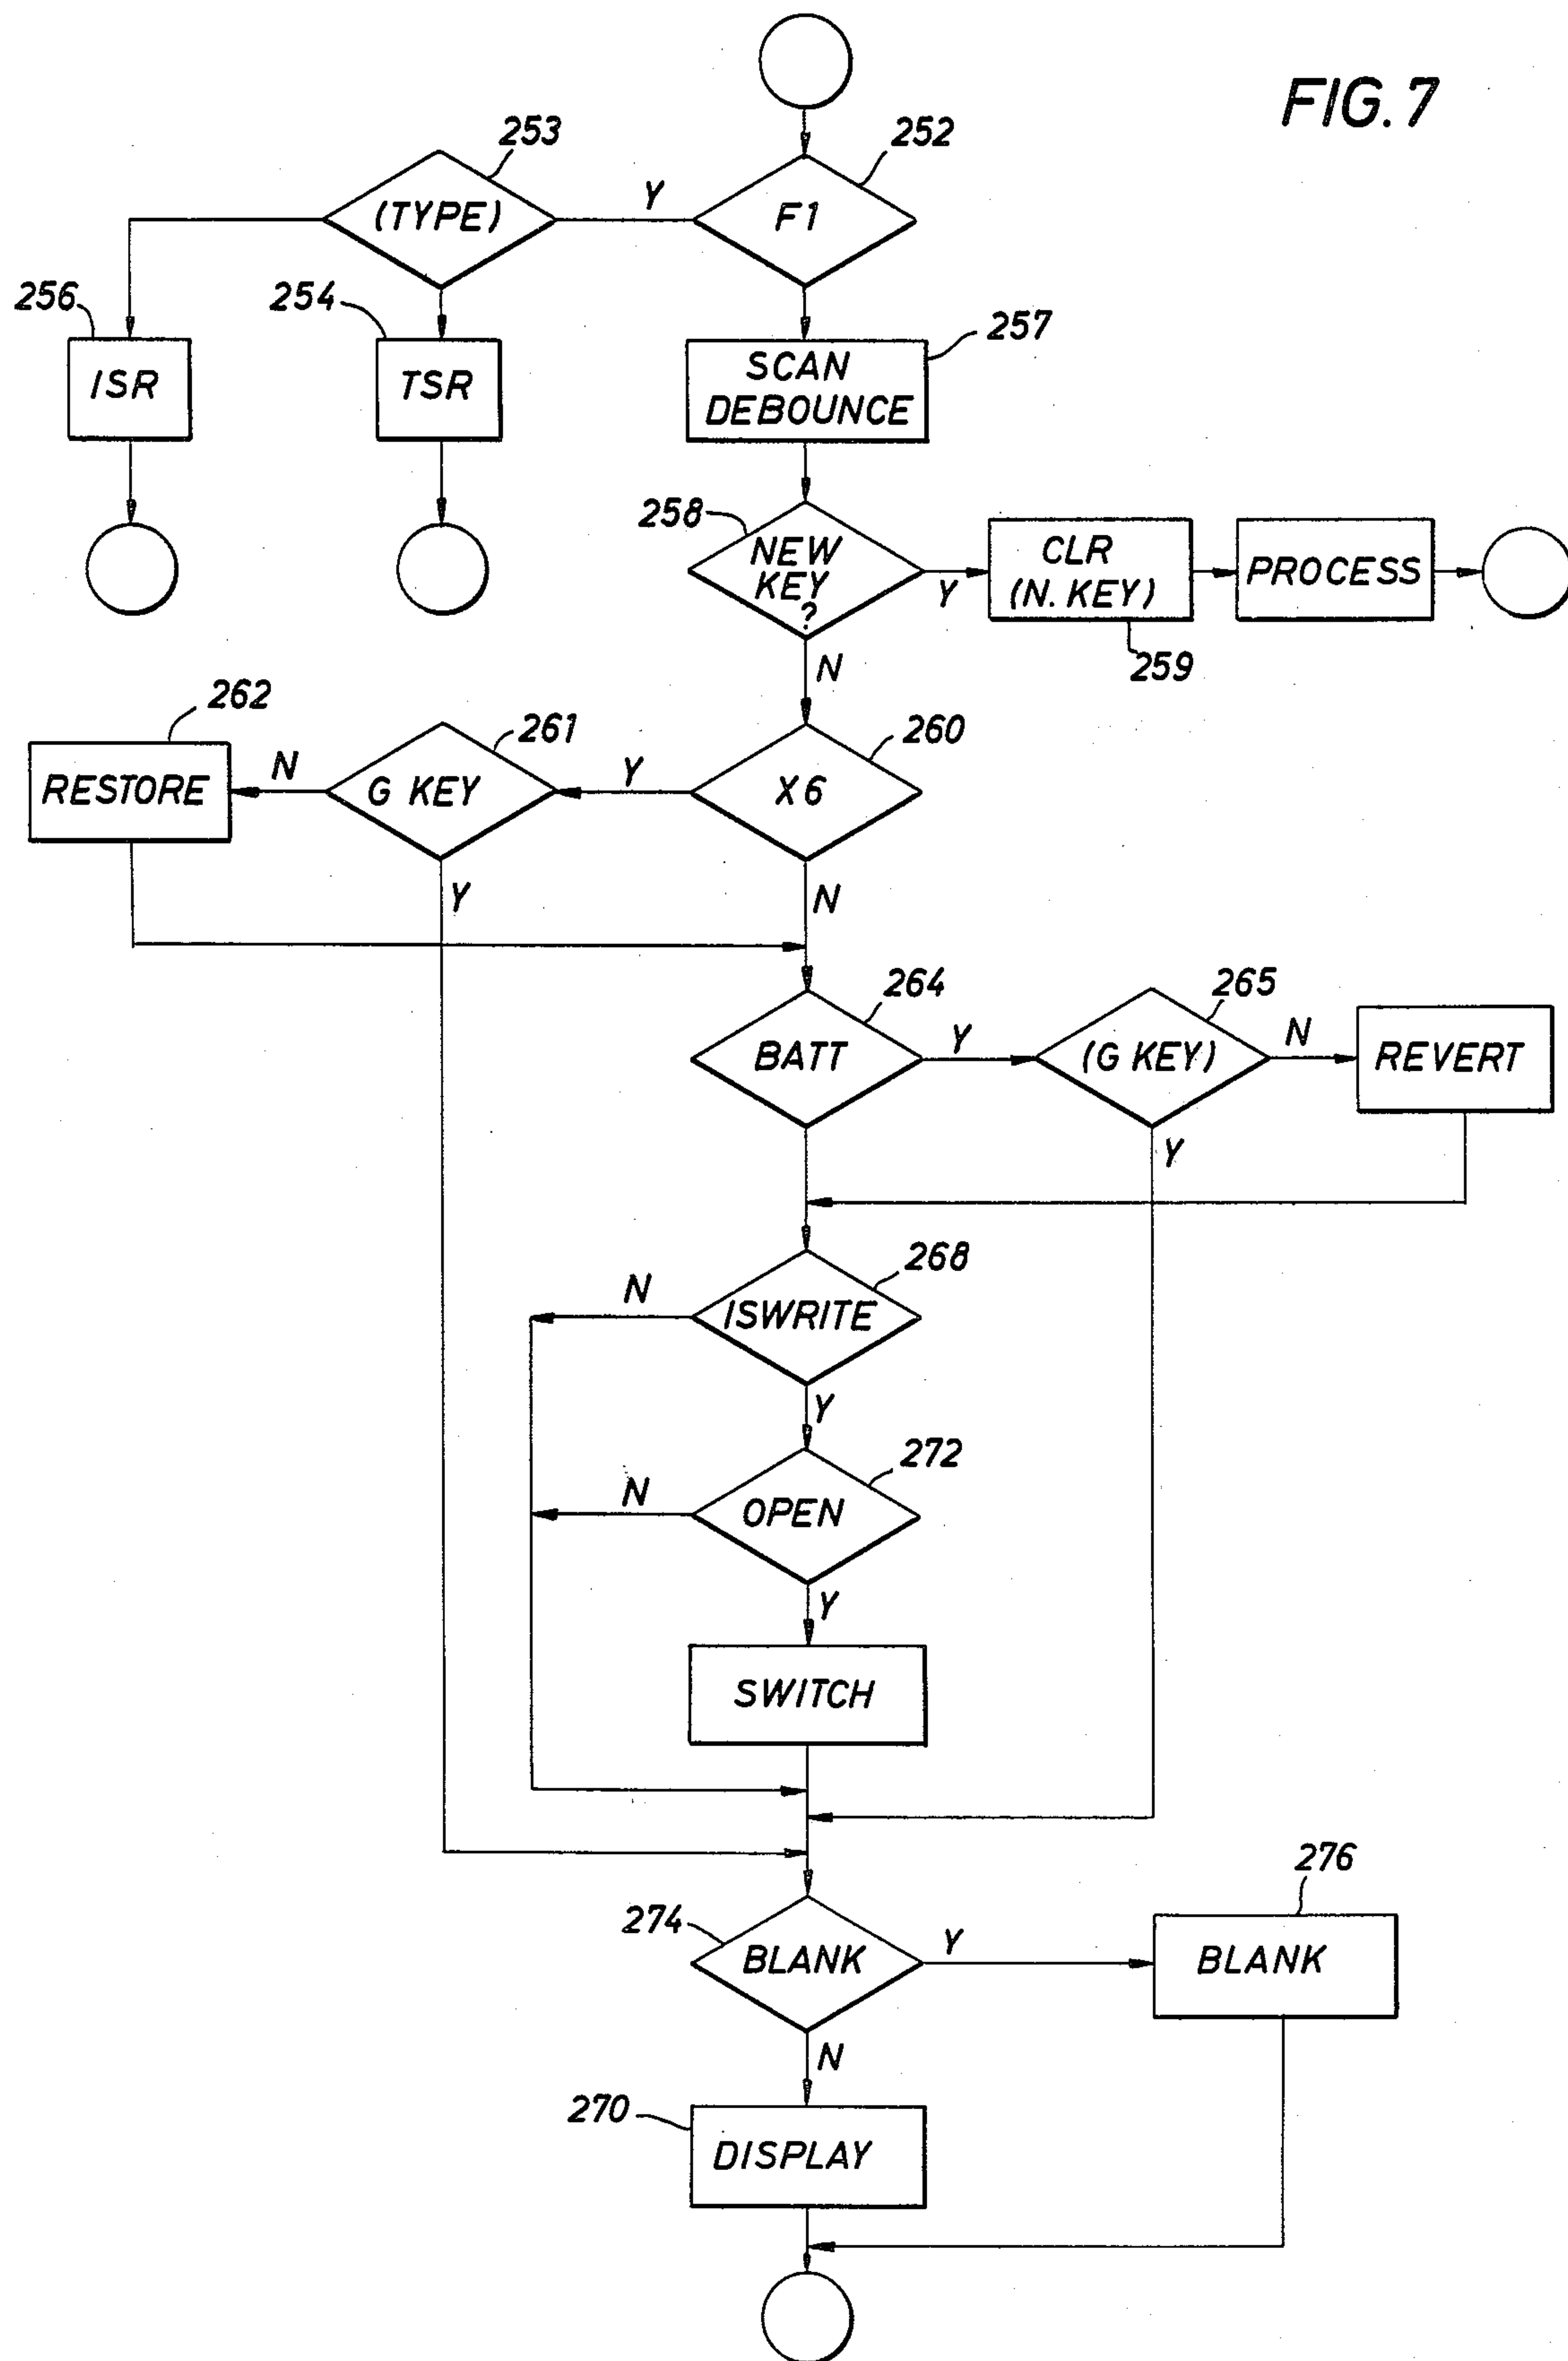 FIG. 7
253
252
(TYPE)
Y
F1
256
254
257
ISR
TSR
SCAN
DEBOUNCE
258
NEW
KEY
?
Y
CLR
(N. KEY)
PROCESS
259
N
262
261
260
RESTORE
N
G KEY
Y
X6
Y
N
264
265
BATT
Y
(G KEY)
N
REVERT
Y
268
N
ISWRITE
Y
272
N
OPEN
Y
SWITCH
276
274
BLANK
Y
BLANK
N
270
DISPLAY